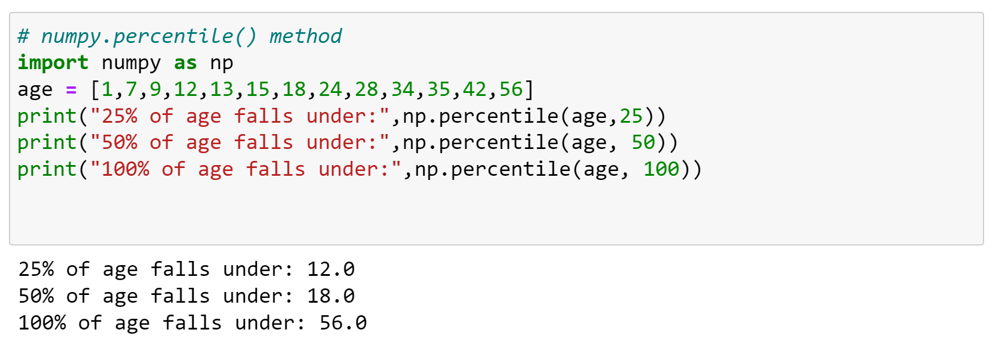 # numpy.percentile() method
import numpy as np
age = [1,7,9,12,13,15,18,24,28,34,35,42,56]
print("25% of age falls under:",np.percentile(age,25))
print("50% of age falls under:",np.percentile(age, 50))
print("100% of age falls under:",np.percentile(age, 100))
25% of age falls under: 12.0
50% of age falls under: 18.0
100% of age falls under: 56.0